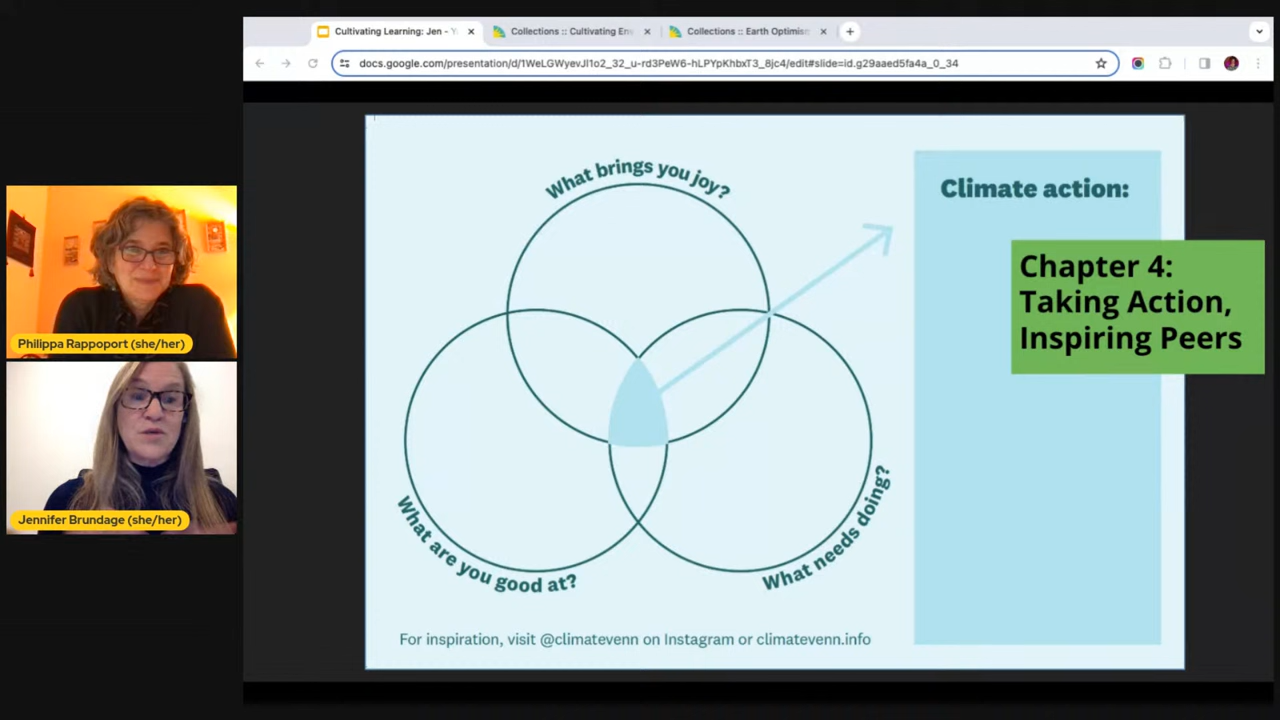 Cultivating Learning: Jen - Y
Collections :: Cultivating En
Collections :: Earth Optimis
docs.google.com/presentation/d/1WeLGWyevJl1o2_32_u-rd3PeW6-hLPYpKhbxT3_8jc4/edit#slide=id.g29aaed5fa4a_0_34
What brings you joy?
What are you good at?
What needs doing?
For inspiration, visit @climatevenn on Instagram or climatevenn.info
Climate action:
Chapter 4:
Taking Action,
Inspiring Peers
Philippa Rappoport (she/her)
Jennifer Brundage (she/her)